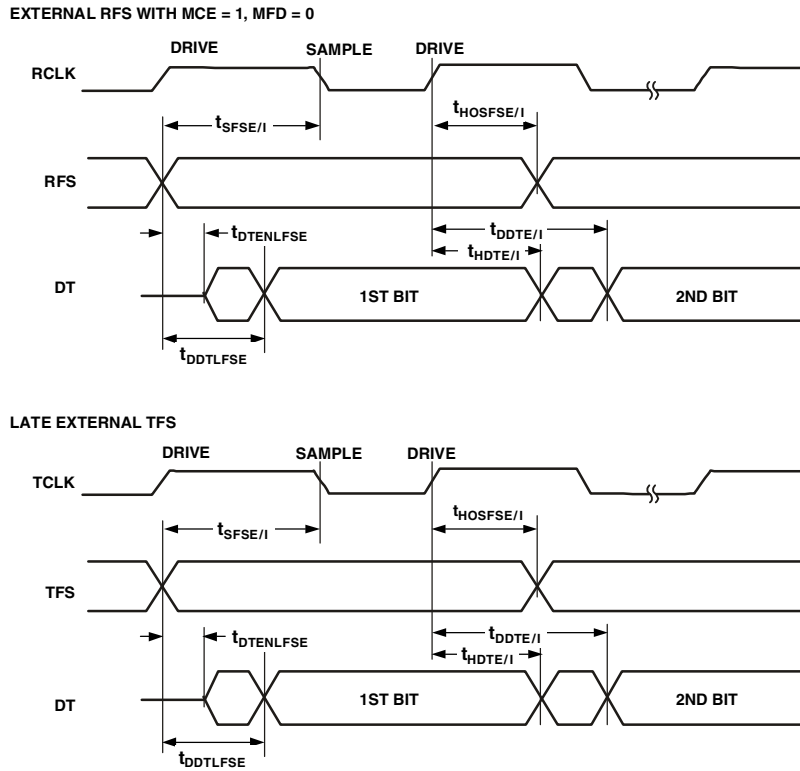 EXTERNAL RFS WITH MCE = 1, MFD = 0
DRIVE SAMPLE DRIVE
RCLK
tSFSE/I
tHOSFSE/I
RFS
tDTENLFSE
tDDTE/I
tHDTE/I
DT
1ST BIT
2ND BIT
tDDTLFSE
LATE EXTERNAL TFS
DRIVE SAMPLE DRIVE
TCLK
tSFSE/I
tHOSFSE/I
TFS
tDTENLFSE
tDDTE/I
tHDTE/I
DT
1ST BIT
2ND BIT
tDDTLFSE